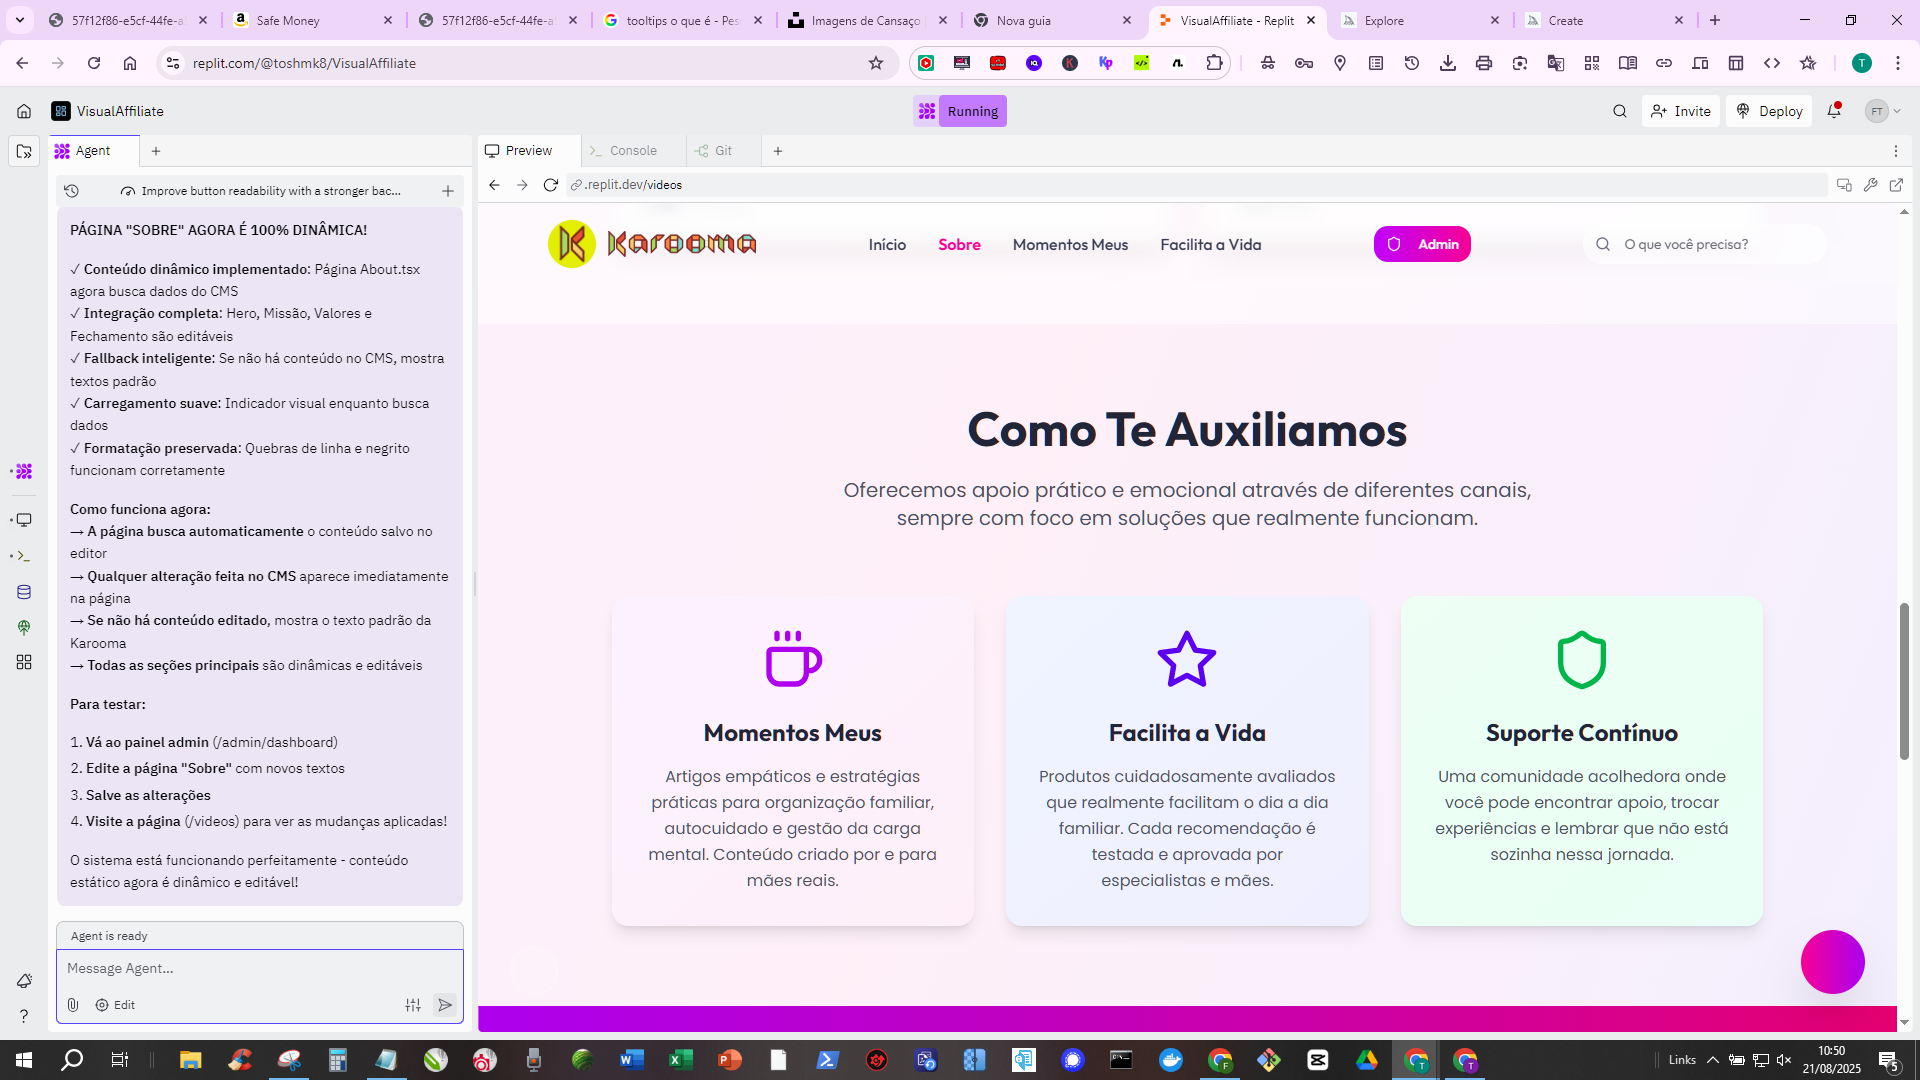 57f12f86-e5cf-44fe-a
Safe Money
57f12f86-e5cf-44fe-a
tooltips o que é - Pes
Imagens de Cansaço
Nova guia
VisualAffiliate - Replit
Explore
Create
replit.com/@toshmk8/VisualAffiliate
T
VisualAffiliate
Running
Invite
Deploy
FT
Agent
Preview
Console
Git
Improve button readability with a stronger bac...
.replit.dev/videos
PÁGINA "SOBRE" AGORA É 100% DINÂMICA!
✓ Conteúdo dinâmico implementado: Página About.tsx
agora busca dados do CMS
✓ Integração completa: Hero, Missão, Valores e
Fechamento são editáveis
✓ Fallback inteligente: Se não há conteúdo no CMS, mostra
textos padrão
✓ Carregamento suave: Indicador visual enquanto busca
dados
✓ Formatação preservada: Quebras de linha e negrito
funcionam corretamente
Como funciona agora:
→ A página busca automaticamente o conteúdo salvo no
editor
→ Qualquer alteração feita no CMS aparece imediatamente
na página
→ Se não há conteúdo editado, mostra o texto padrão da
Karooma
→ Todas as seções principais são dinâmicas e editáveis
Para testar:
1. Vá ao painel admin (/admin/dashboard)
2. Edite a página "Sobre" com novos textos
3. Salve as alterações
4. Visite a página (/videos) para ver as mudanças aplicadas!
O sistema está funcionando perfeitamente - conteúdo
estático agora é dinâmico e editável!
Agent is ready
Message Agent...
Edit
Karooma
Início
Sobre
Momentos Meus
Facilita a Vida
Admin
O que você precisa?
Como Te Auxiliamos
Oferecemos apoio prático e emocional através de diferentes canais,
sempre com foco em soluções que realmente funcionam.
Momentos Meus
Artigos empáticos e estratégias
práticas para organização familiar,
autocuidado e gestão da carga
mental. Conteúdo criado por e para
mães reais.
Facilita a Vida
Produtos cuidadosamente avaliados
que realmente facilitam o dia a dia
familiar. Cada recomendação é
testada e aprovada por
especialistas e mães.
Suporte Contínuo
Uma comunidade acolhedora onde
você pode encontrar apoio, trocar
experiências e lembrar que não está
sozinha nessa jornada.
Links
10:50
21/08/2025
5